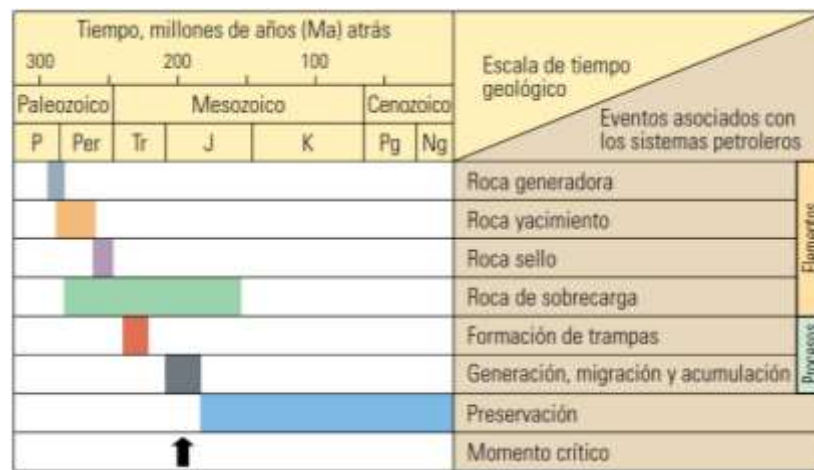 Tiempo, millones de años (Ma) atrás
300 200 100
Paleozoico Mesozoico Cenozoico
P Per Tr J K Pg Ng
Escala de tiempo
geológico
Eventos asociados con
los sistemas petroleros
Roca generadora
Roca yacimiento
Roca sello
Roca de sobrecarga
Elementos
Formación de trampas
Generación, migración y acumulación
Procesos
Preservación
Momento crítico